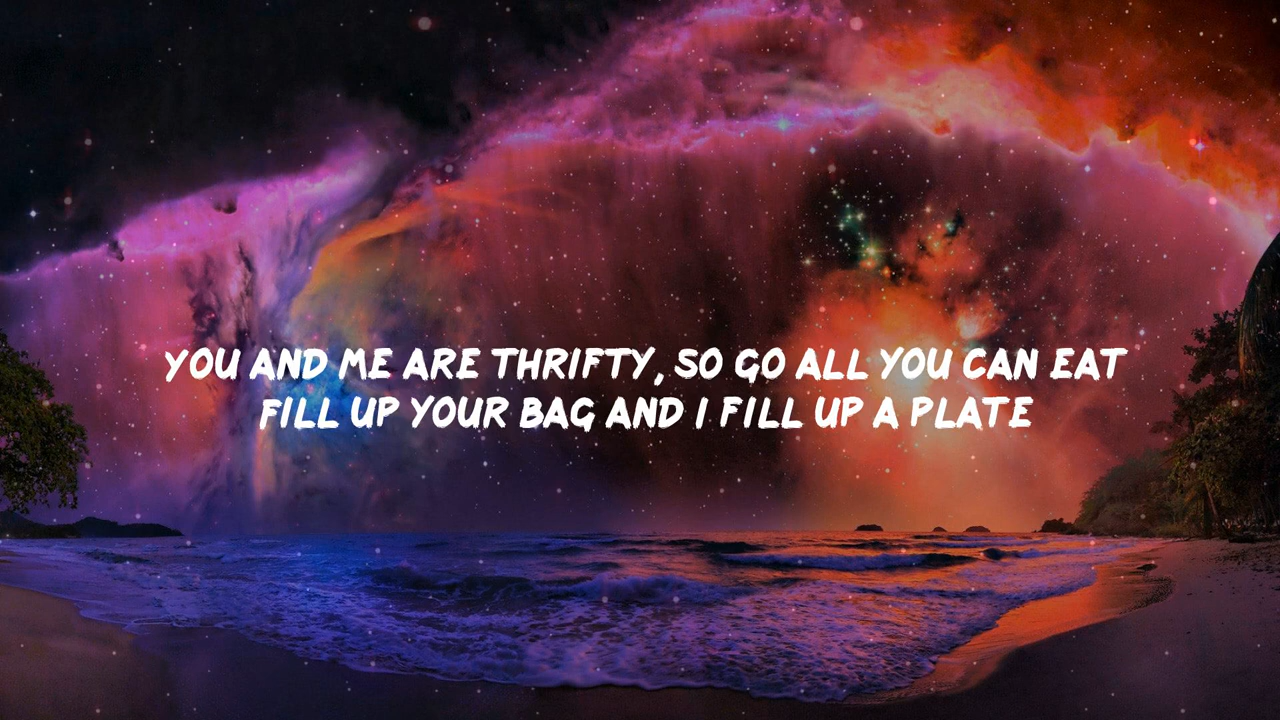 YOU AND ME ARE THRIFTY, SO GO ALL YOU CAN EAT
FILL UP YOUR BAG AND I FILL UP A PLATE